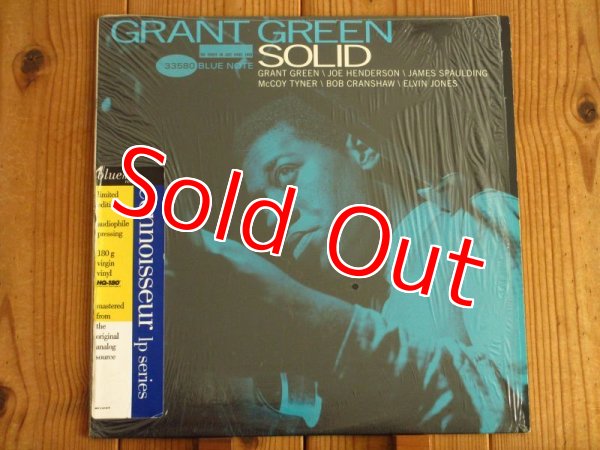 GRANT GREEN
SOLID
33580 BLUE NOTE
GRANT GREEN \ JOE HENDERSON \ JAMES SPAULDING
McCOY TYNER \ BOB CRANSHAW \ ELVIN JONES
Sold Out
limited
audiophile
pressing
180 g
virgin
vinyl
HQ-180
mastered
from
the
original
analog
source
nnoisseur lp series